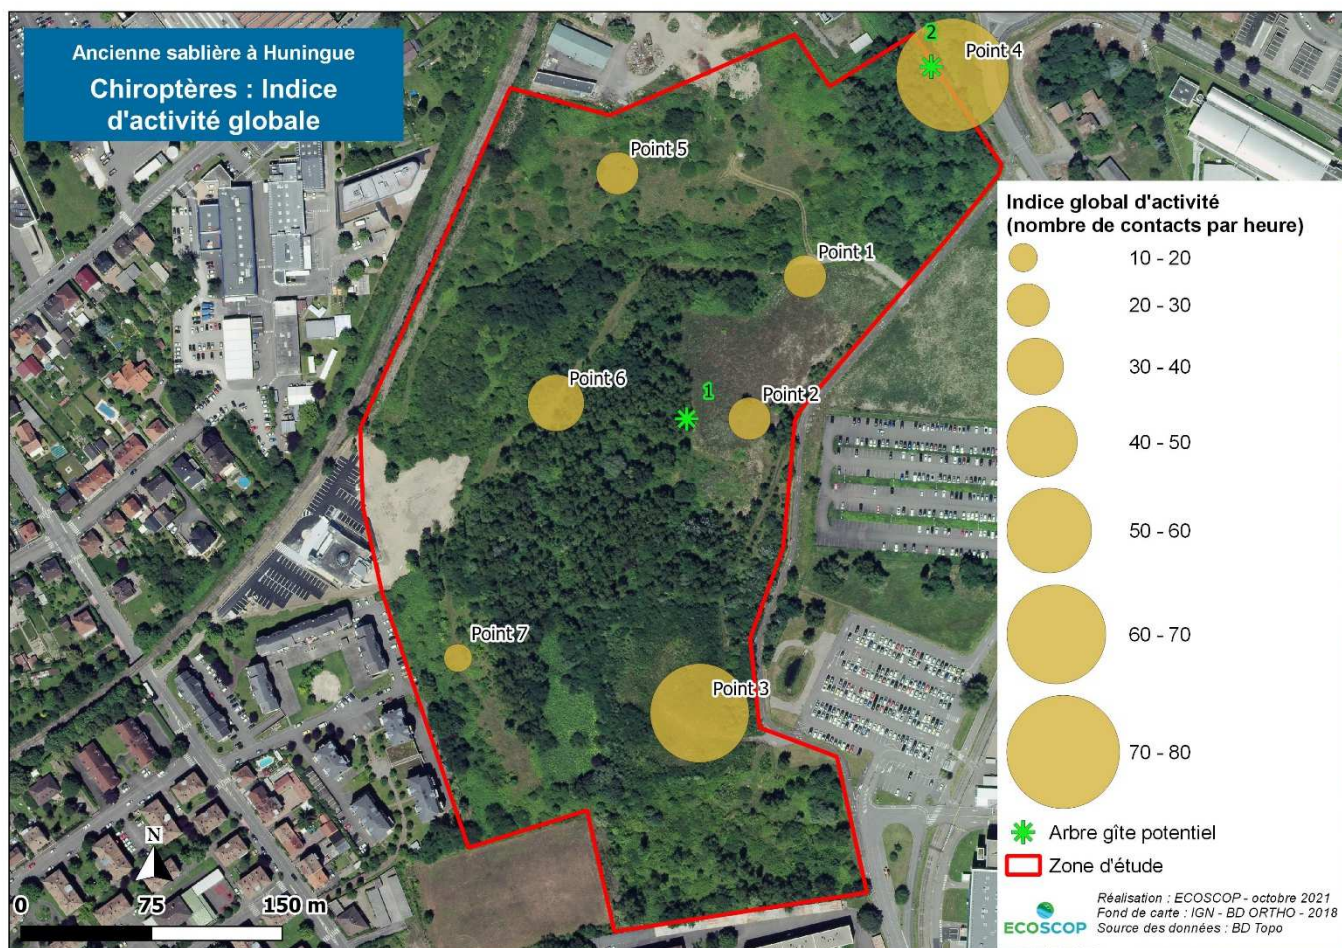 Ancienne sablière à Huningue
Chiroptères : Indice
d'activité globale
2
Point 4
Point 5
Point 1
Point 6
1
Point 2
Point 7
Point 3
N
0
75
150 m
Indice global d'activité
(nombre de contacts par heure)
10 - 20
20 - 30
30 - 40
40 - 50
50 - 60
60 - 70
70 - 80
Arbre gîte potentiel
Zone d'étude
ECOSCOP
Réalisation : ECOSCOP - octobre 2021
Fond de carte : IGN - BD ORTHO - 2018
Source des données : BD Topo